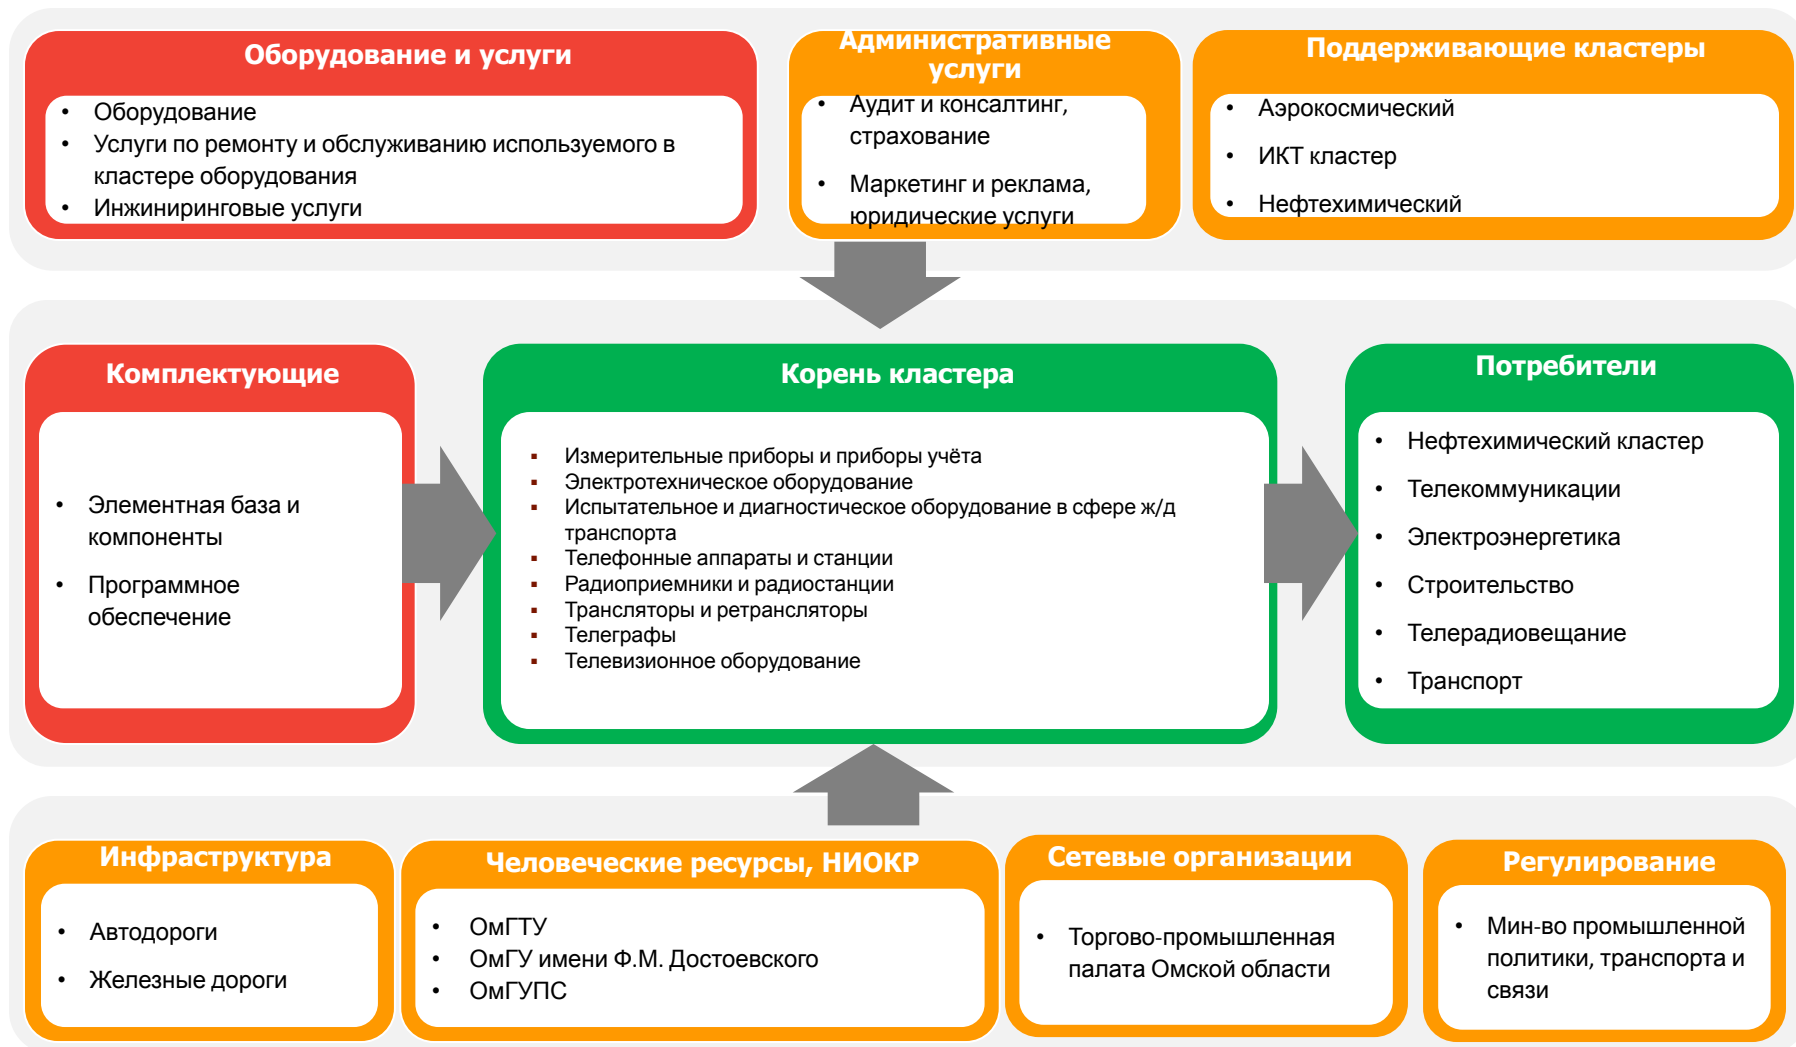 Оборудование и услуги
• Оборудование
• Услуги по ремонту и обслуживанию используемого в
кластере оборудования
• Инжиниринговые услуги
Административные
услуги
• Аудит и консалтинг,
страхование
• Маркетинг и реклама,
юридические услуги
Поддерживающие кластеры
• Аэрокосмический
• ИКТ кластер
• Нефтехимический
Комплектующие
• Элементная база и
компоненты
• Программное
обеспечение
Корень кластера
▪ Измерительные приборы и приборы учёта
▪ Электротехническое оборудование
▪ Испытательное и диагностическое оборудование в сфере ж/д
транспорта
▪ Телефонные аппараты и станции
▪ Радиоприемники и радиостанции
▪ Трансляторы и ретрансляторы
▪ Телеграфы
▪ Телевизионное оборудование
Потребители
• Нефтехимический кластер
• Телекоммуникации
• Электроэнергетика
• Строительство
• Телерадиовещание
• Транспорт
Инфраструктура
• Автодороги
• Железные дороги
Человеческие ресурсы, НИОКР
• ОмГТУ
• ОмГУ имени Ф.М. Достоевского
• ОмГУПС
Сетевые организации
• Торгово-промышленная
палата Омской области
Регулирование
• Мин-во промышленной
политики, транспорта и
связи